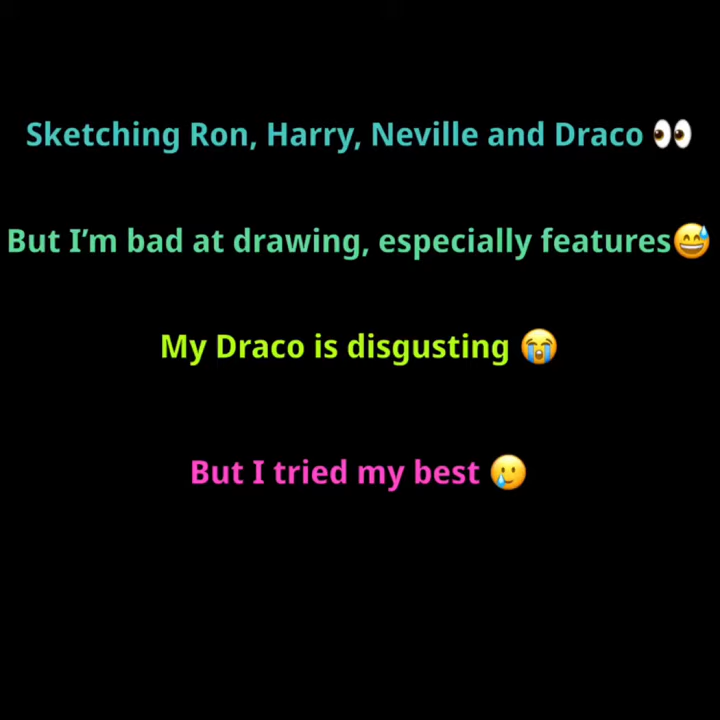 Sketching Ron, Harry, Neville and Draco 👀
But I’m bad at drawing, especially features😅
My Draco is disgusting 😭
But I tried my best 🥲